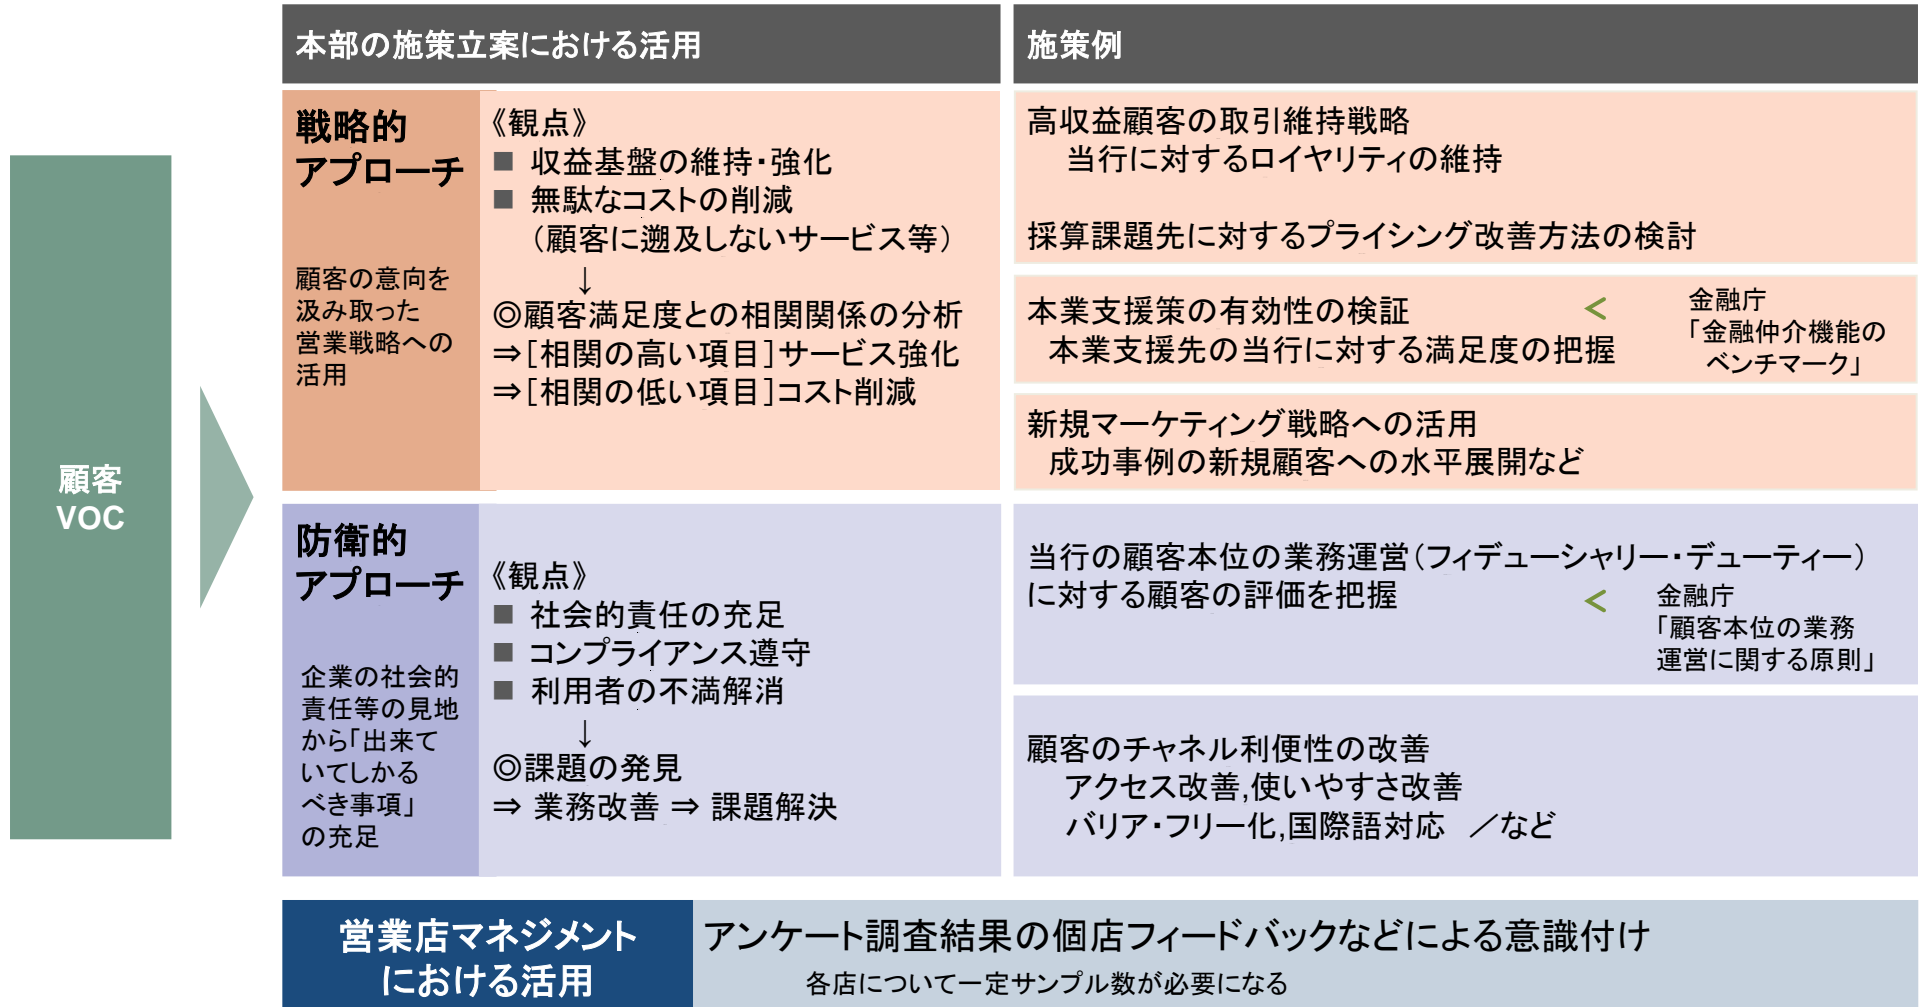 本部の施策立案における活用
施策例
顧客
VOC
戦略的
アプローチ
顧客の意向を
汲み取った
営業戦略への
活用
《観点》
■ 収益基盤の維持・強化
■ 無駄なコストの削減
（顧客に遡及しないサービス等）
↓
◎顧客満足度との相関関係の分析
⇒[相関の高い項目]サービス強化
⇒[相関の低い項目]コスト削減
高収益顧客の取引維持戦略
当行に対するロイヤリティの維持
採算課題先に対するプライシング改善方法の検討
本業支援策の有効性の検証
本業支援先の当行に対する満足度の把握
＜
金融庁
「金融仲介機能の
ベンチマーク」
新規マーケティング戦略への活用
成功事例の新規顧客への水平展開など
防衛的
アプローチ
企業の社会的
責任等の見地
から「出来て
いてしかる
べき事項」
の充足
《観点》
■ 社会的責任の充足
■ コンプライアンス遵守
■ 利用者の不満解消
↓
◎課題の発見
⇒ 業務改善 ⇒ 課題解決
当行の顧客本位の業務運営（フィデューシャリー・デューティー）
に対する顧客の評価を把握
＜
金融庁
「顧客本位の業務
運営に関する原則」
顧客のチャネル利便性の改善
アクセス改善,使いやすさ改善
バリア・フリー化,国際語対応　／など
営業店マネジメント
における活用
アンケート調査結果の個店フィードバックなどによる意識付け
各店について一定サンプル数が必要になる